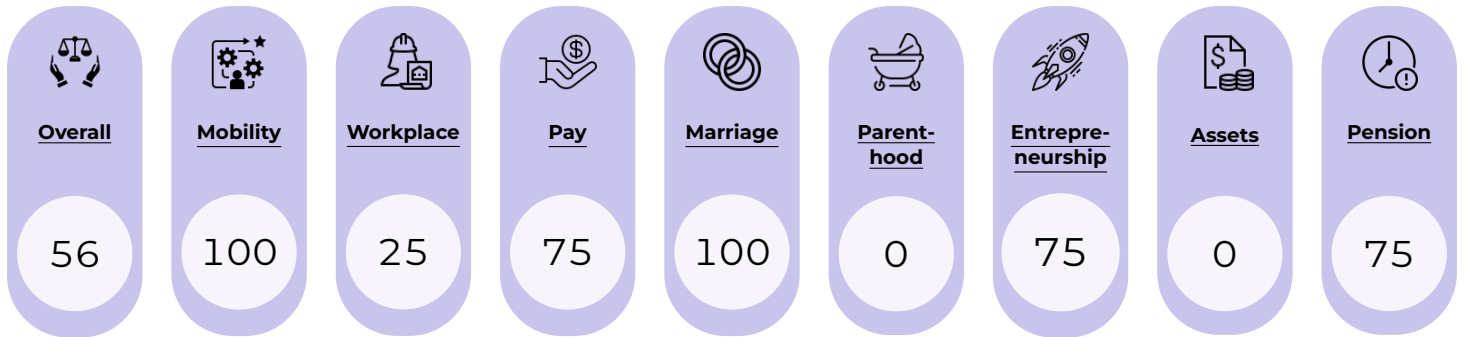 Overall
56
Mobility
100
Workplace
25
Pay
75
Marriage
100
Parent-
hood
0
Entrepre-
neurship
75
Assets
0
Pension
75